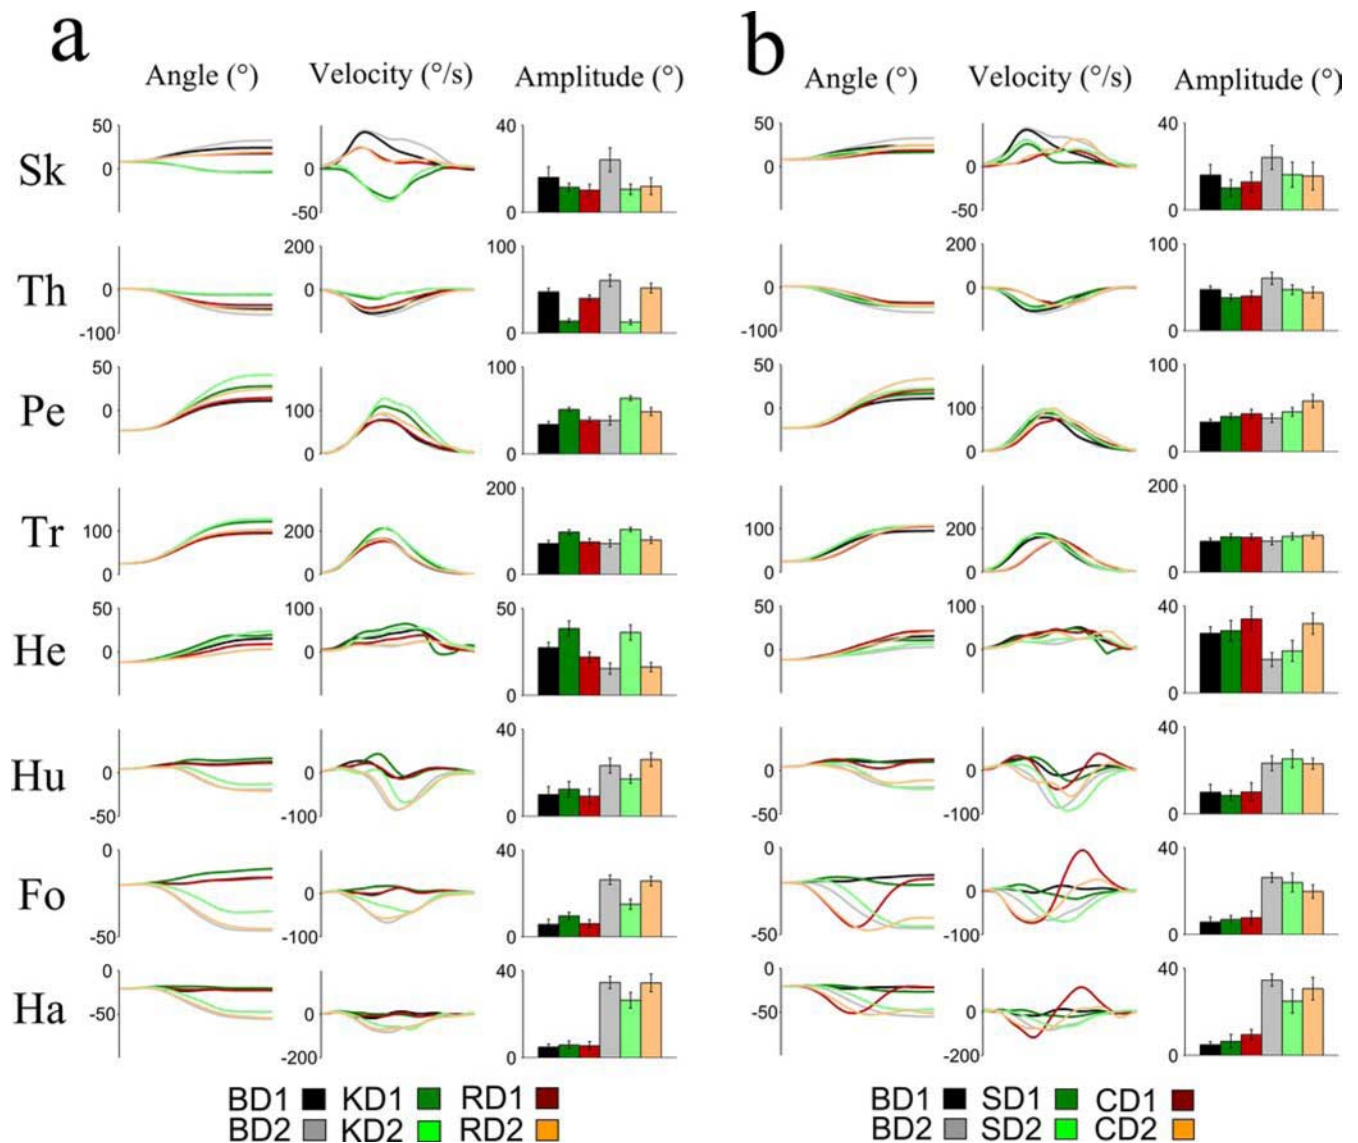 a b
Angle (°) Velocity (°/s) Amplitude (°) Angle (°) Velocity (°/s) Amplitude (°)
Sk 50 0 50 0 -50 40 0 50 0 50 0 -50 40 0
Th 0 -100 200 0 100 0 0 -100 200 0 100 0
Pe 50 0 100 0 100 0 50 0 100 0 100 0
Tr 100 0 200 0 200 0 100 0 200 0 200 0
He 50 0 100 0 50 0 50 0 100 0 40 0
Hu 0 -50 0 -100 40 0 0 -50 0 -100 40 0
Fo 0 -50 0 -100 40 0 0 -50 0 -100 40 0
Ha 0 -50 0 -200 40 0 0 -50 0 -200 40 0
BD1 KD1 RD1 BD1 SD1 CD1
BD2 KD2 RD2 BD2 SD2 CD2